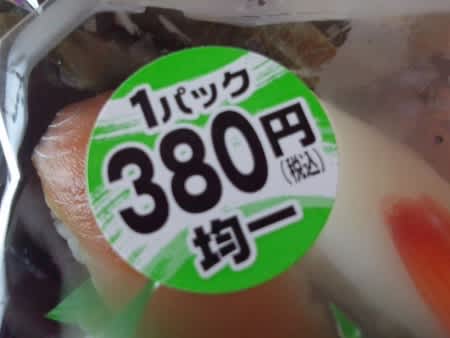 1パック
380円
(税込)
均一